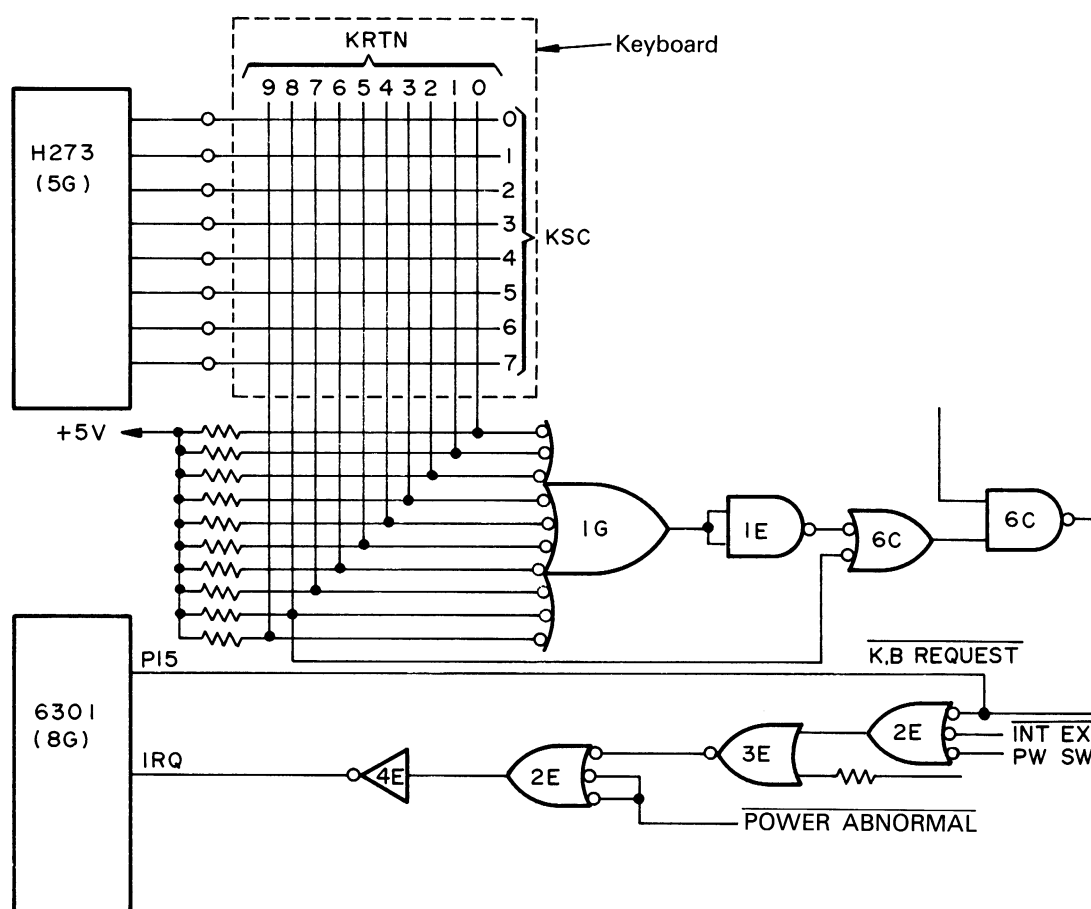 KRTN
Keyboard
9 8 7 6 5 4 3 2 1 0
H273
(5G)
0
1
2
3
4
5
6
7
KSC
+5V
1G
1E
6C
6C
P15
K,B REQUEST
6301
(8G)
2E
INT EX
PW SW
3E
IRQ
4E
2E
POWER ABNORMAL